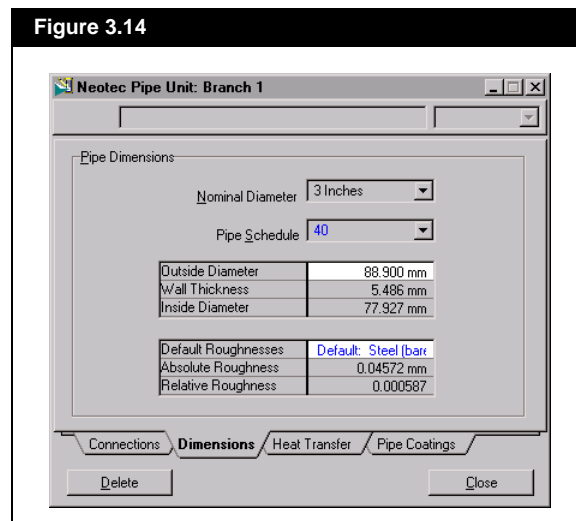 Figure 3.14
Neotec Pipe Unit: Branch 1
Pipe Dimensions
Nominal Diameter 3 Inches
Pipe Schedule 40
Outside Diameter 88.900 mm
Wall Thickness 5.486 mm
Inside Diameter 77.927 mm
Default Roughnesses Default: Steel (bare
Absolute Roughness 0.04572 mm
Relative Roughness 0.000587
Connections Dimensions Heat Transfer Pipe Coatings
Delete Close